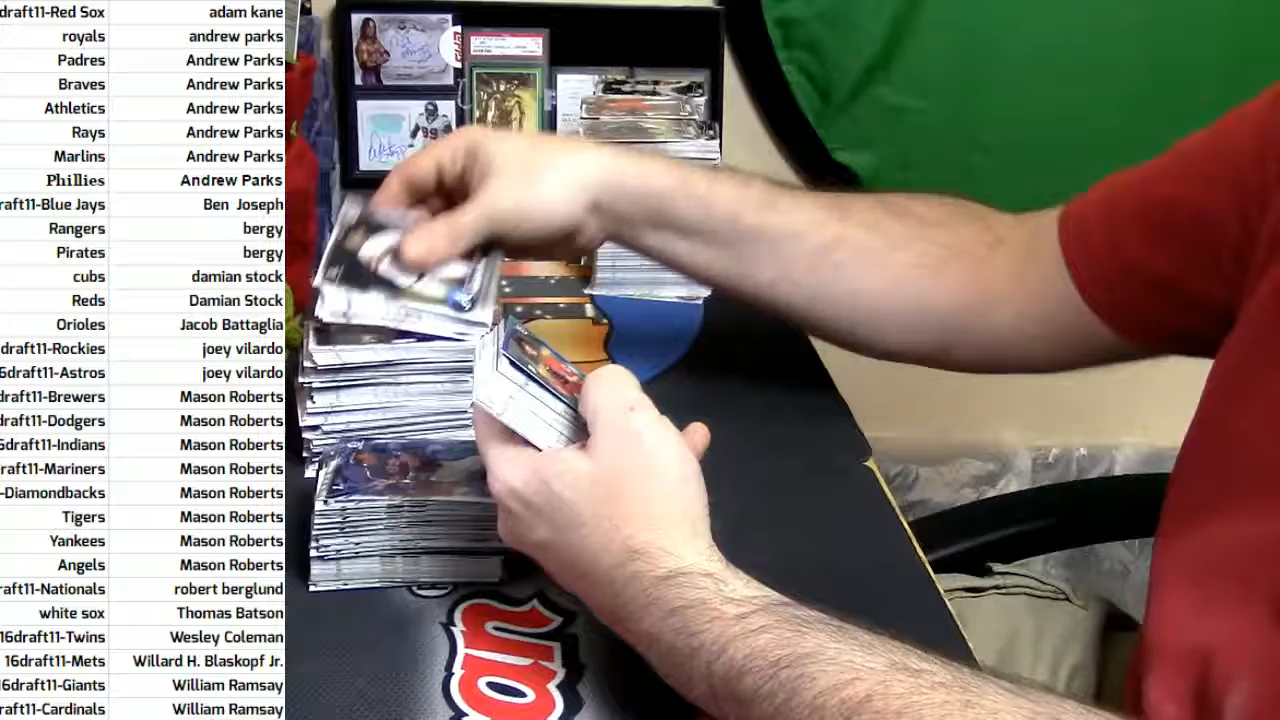 draft11-Red Sox adam kane
royals andrew parks
Padres Andrew Parks
Braves Andrew Parks
Athletics Andrew Parks
Rays Andrew Parks
Marlins Andrew Parks
Phillies Andrew Parks
raft11-Blue Jays Ben Joseph
Rangers bergy
Pirates bergy
cubs damian stock
Reds Damian Stock
Orioles Jacob Battaglia
draft11-Rockies joey vilardo
6draft11-Astros joey vilardo
draft11-Brewers Mason Roberts
draft11-Dodgers Mason Roberts
6draft11-Indians Mason Roberts
raft11-Mariners Mason Roberts
-Diamondbacks Mason Roberts
Tigers Mason Roberts
Yankees Mason Roberts
Angels Mason Roberts
raft11-Nationals robert berglund
white sox Thomas Batson
16draft11-Twins Wesley Coleman
16draft11-Mets Willard H. Blaskopf Jr.
16draft11-Giants William Ramsay
raft11-Cardinals William Ramsay